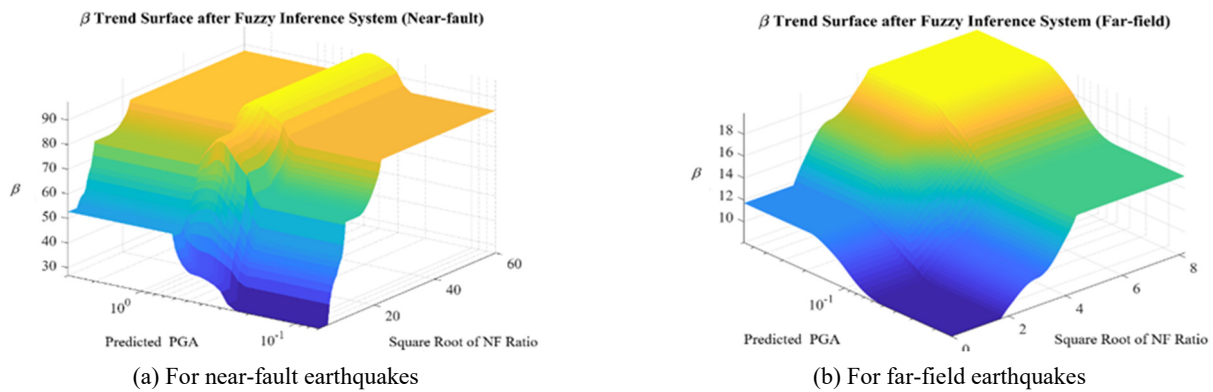 β Trend Surface after Fuzzy Inference System (Near-fault)
90
80
70
60
50
40
30
β
10⁰
10⁻¹
Predicted PGA
20
40
60
Square Root of NF Ratio
(a) For near-fault earthquakes
β Trend Surface after Fuzzy Inference System (Far-field)
18
16
14
12
10
β
10⁻¹
Predicted PGA
0
2
4
6
8
Square Root of NF Ratio
(b) For far-field earthquakes